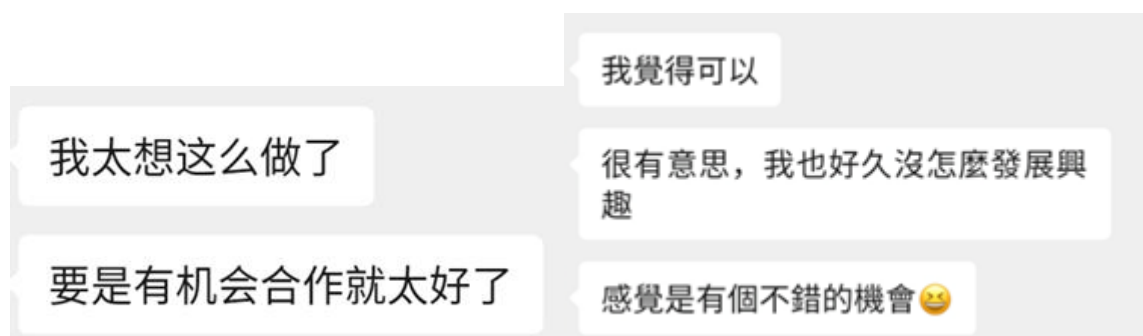 我太想这么做了
要是有机会合作就太好了
我覺得可以
很有意思，我也好久沒怎麼發展興
趣
感覺是有個不錯的機會😆